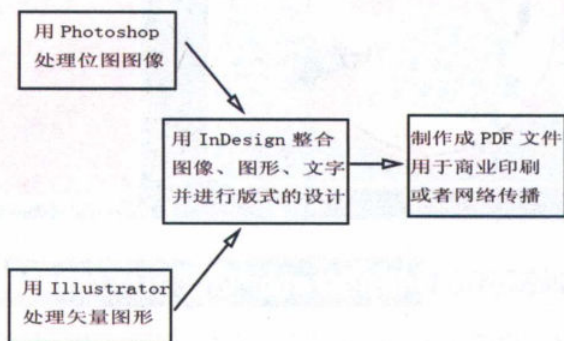 用 Photoshop
处理位图图像
用 InDesign 整合
图像、图形、文字
并进行版式的设计
制作成 PDF 文件
用于商业印刷
或者网络传播
用 Illustrator
处理矢量图形